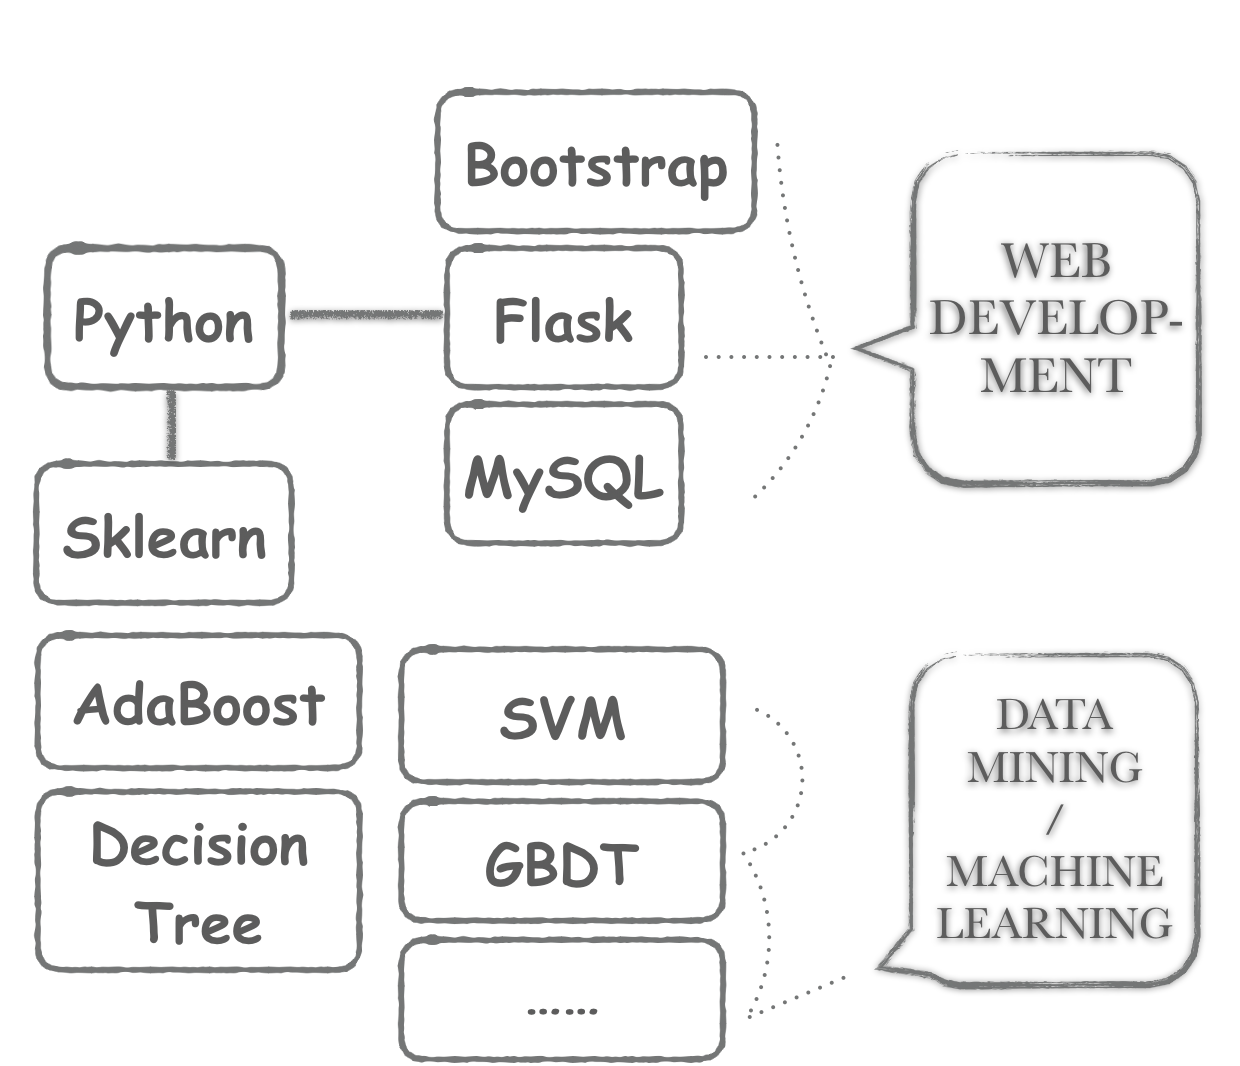 Bootstrap
Python
Flask
MySQL
Sklearn
WEB
DEVELOP-
MENT
AdaBoost
SVM
Decision
Tree
GBDT
......
DATA
MINING
/
MACHINE
LEARNING